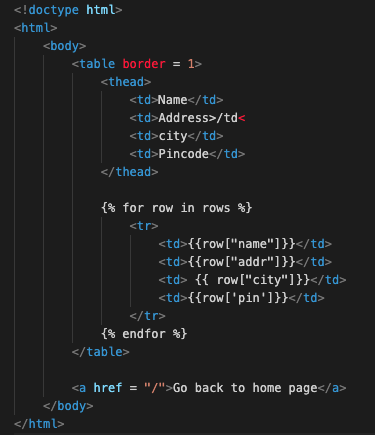 <!doctype html>
<html>
<body>
<table border = 1>
<thead>
<td>Name</td>
<td>Address>/td<
<td>city</td>
<td>Pincode</td>
</thead>
{% for row in rows %}
<tr>
<td>{{row["name"]}}</td>
<td>{{row["addr"]}}</td>
<td> {{ row["city"]}}</td>
<td>{{row['pin']}}</td>
</tr>
{% endfor %}
</table>
<a href = "/">Go back to home page</a>
</body>
</html>